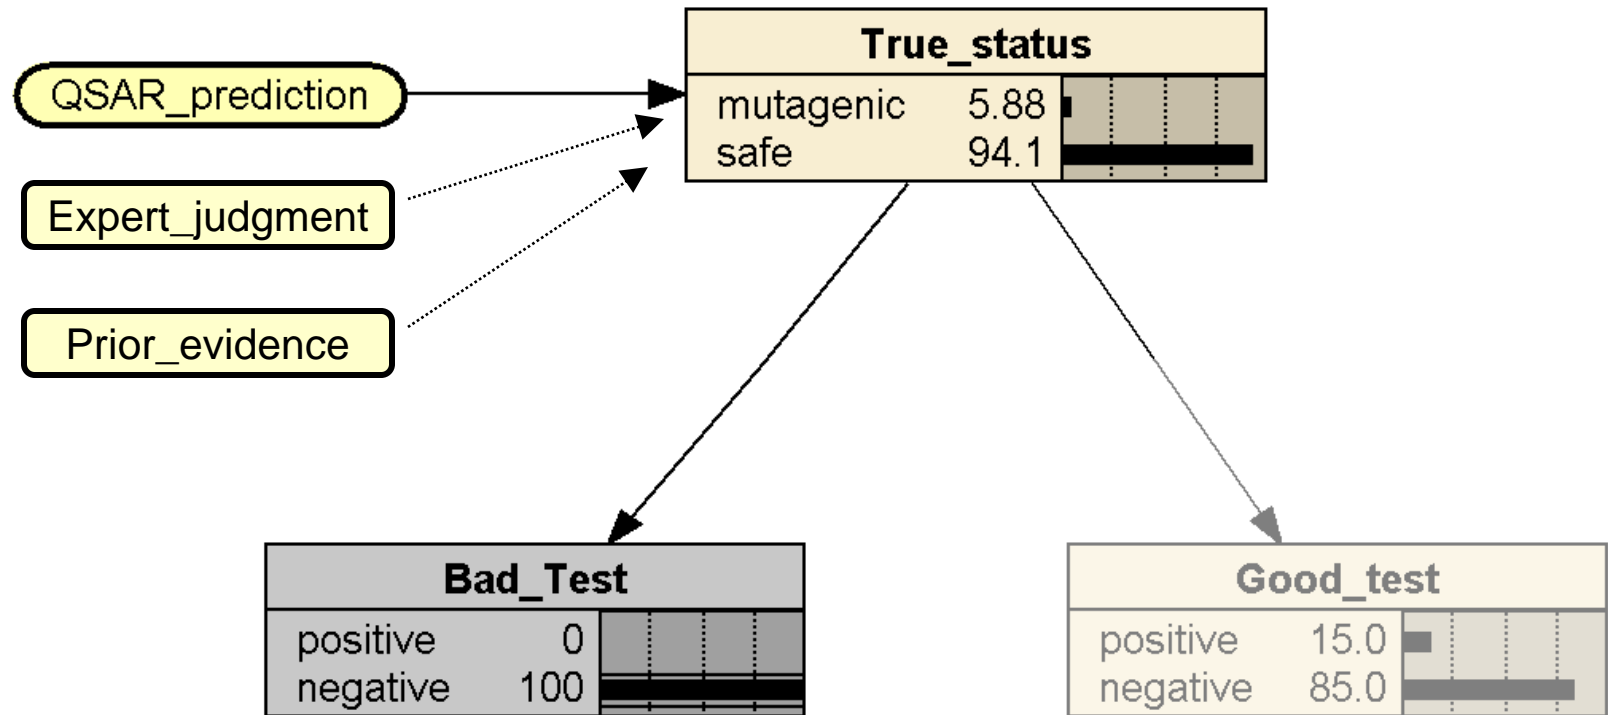 True_status
QSAR_prediction
mutagenic 5.88
safe 94.1
Expert_judgment
Prior_evidence
Bad_Test
positive 0
negative 100
Good_test
positive 15.0
negative 85.0